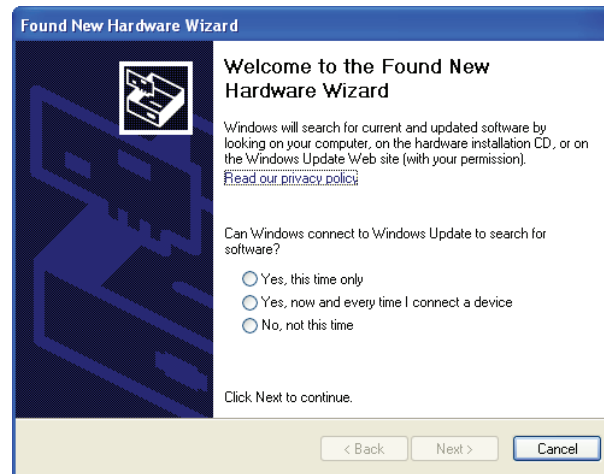 Found New Hardware Wizard
Welcome to the Found New
Hardware Wizard
Windows will search for current and updated software by
looking on your computer, on the hardware installation CD, or on
the Windows Update Web site (with your permission).
Read our privacy policy
Can Windows connect to Windows Update to search for
software?
Yes, this time only
Yes, now and every time I connect a device
No, not this time
Click Next to continue.
< Back
Next >
Cancel